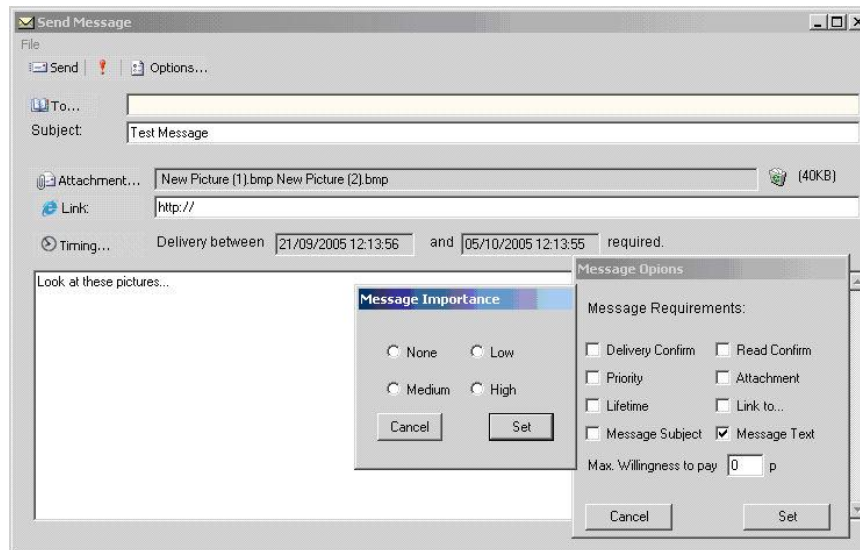 Send Message
File
Send ! Options...
To...
Subject: Test Message
Attachment... New Picture (1).bmp New Picture (2).bmp (40KB)
Link: http://
Timing... Delivery between 21/09/2005 12:13:56 and 05/10/2005 12:13:55 required.
Look at these pictures...
Message Importance
None Low
Medium High
Cancel Set
Message Opions
Message Requirements:
Delivery Confirm Read Confirm
Priority Attachment
Lifetime Link to...
Message Subject Message Text
Max. Willingness to pay 0 p
Cancel Set